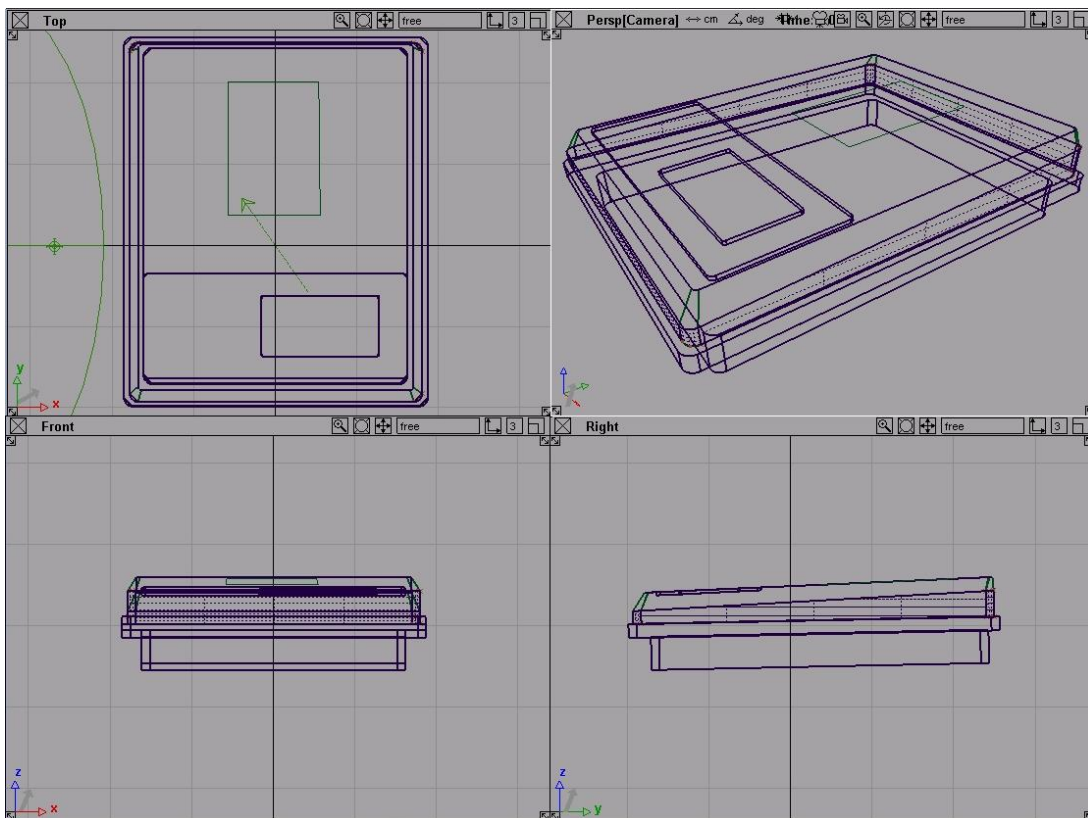 Top
free
3
Persp[Camera]
cm
deg
free
3
y
x
Front
free
3
Right
free
3
z
x
z
y